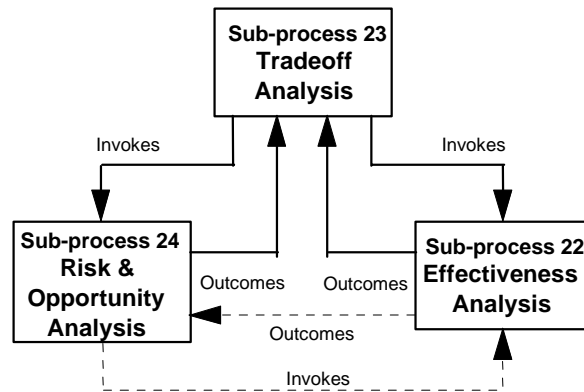 Sub-process 23
Tradeoff
Analysis
Invokes
Invokes
Sub-process 24
Risk &
Opportunity
Analysis
Sub-process 22
Effectiveness
Analysis
Outcomes
Outcomes
Outcomes
Invokes